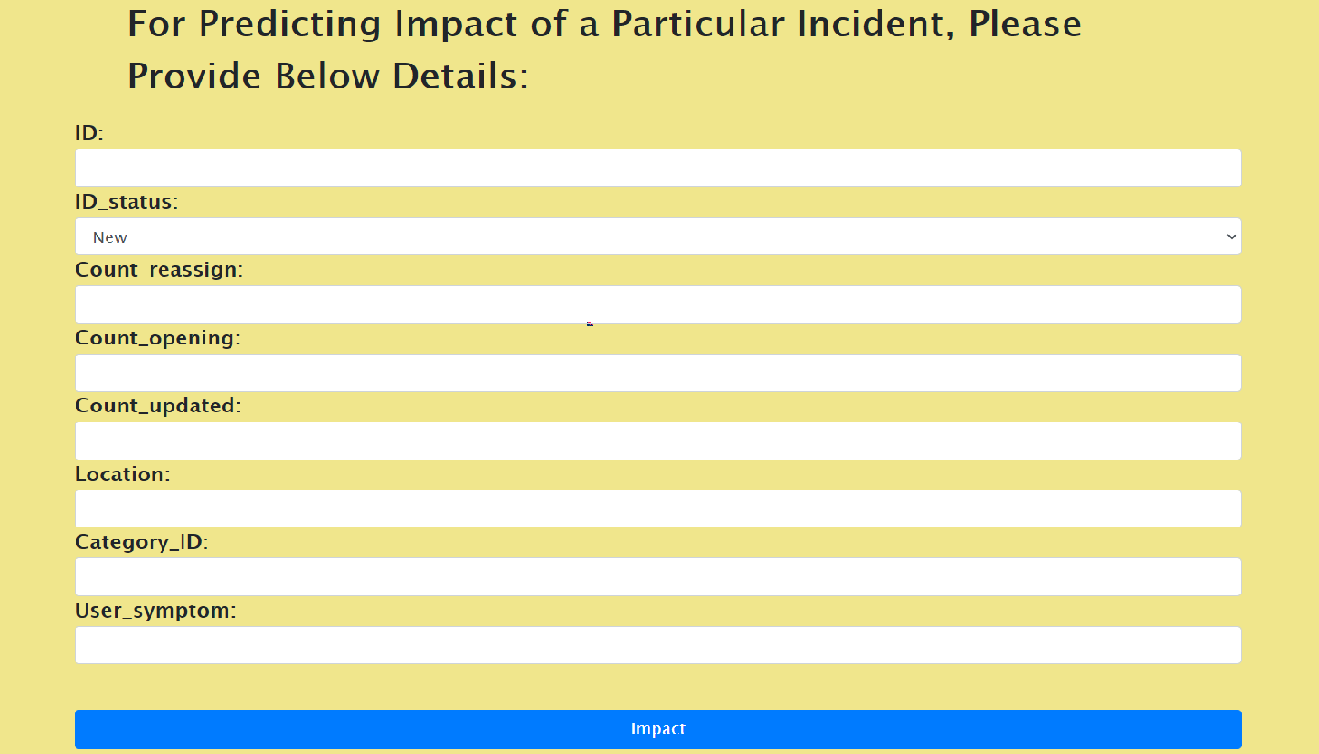 For Predicting Impact of a Particular Incident, Please
Provide Below Details:
ID:
ID_status:
New
Count_reassign:
Count_opening:
Count_updated:
Location:
Category_ID:
User_symptom:
Impact